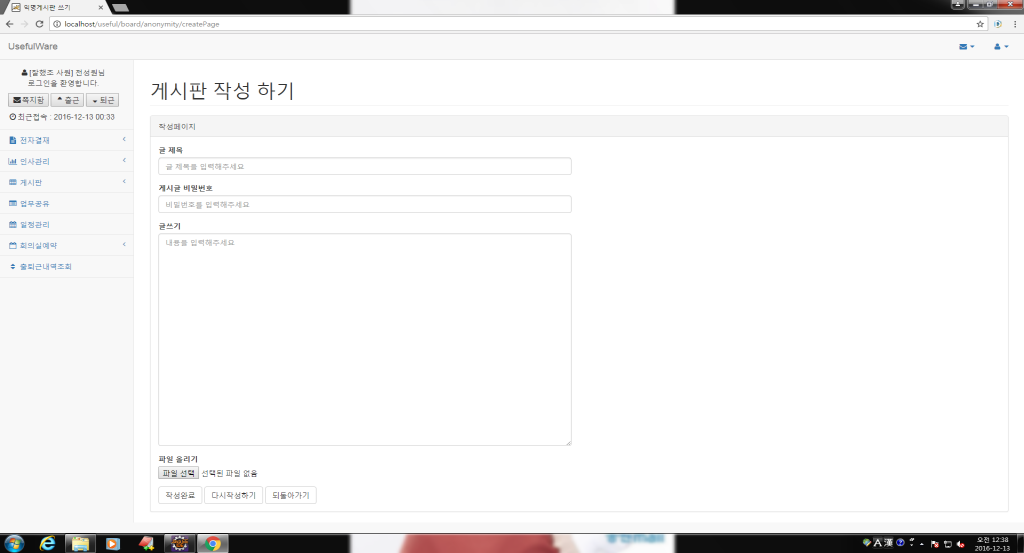 익명게시판 쓰기
localhost/useful/board/anonymity/createPage
UsefulWare
[말행조 사원] 전성원님
로그인을 환영합니다.
쪽지함 출근 퇴근
최근접속 : 2016-12-13 00:33
전자결재
인사관리
게시판
업무공유
일정관리
회의실예약
출퇴근내역조회
게시판 작성 하기
작성페이지
글 제목
글 제목을 입력해주세요
게시글 비밀번호
비밀번호를 입력해주세요
글쓰기
내용을 입력해주세요
파일 올리기
파일 선택 선택된 파일 없음
작성완료 다시작성하기 되돌아가기
A 漢
오전 12:38
2016-12-13